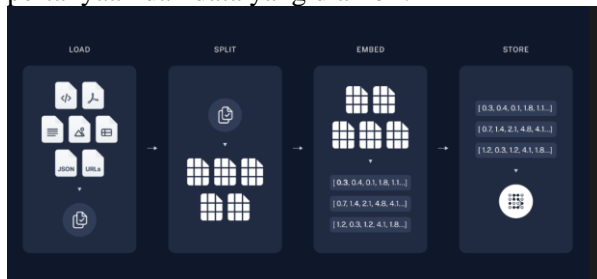 LOAD
SPLIT
EMBED
STORE
JSON
URLs
[0.3, 0.4, 0.1, 1.8, 1.1...]
[0.7, 1.4, 2.1, 4.8, 4.1...]
[1.2, 0.3, 1.2, 4.1, 1.8...]
[0.3, 0.4, 0.1, 1.8, 1.1...]
[0.7, 1.4, 2.1, 4.8, 4.1...]
[1.2, 0.3, 1.2, 4.1, 1.8...]